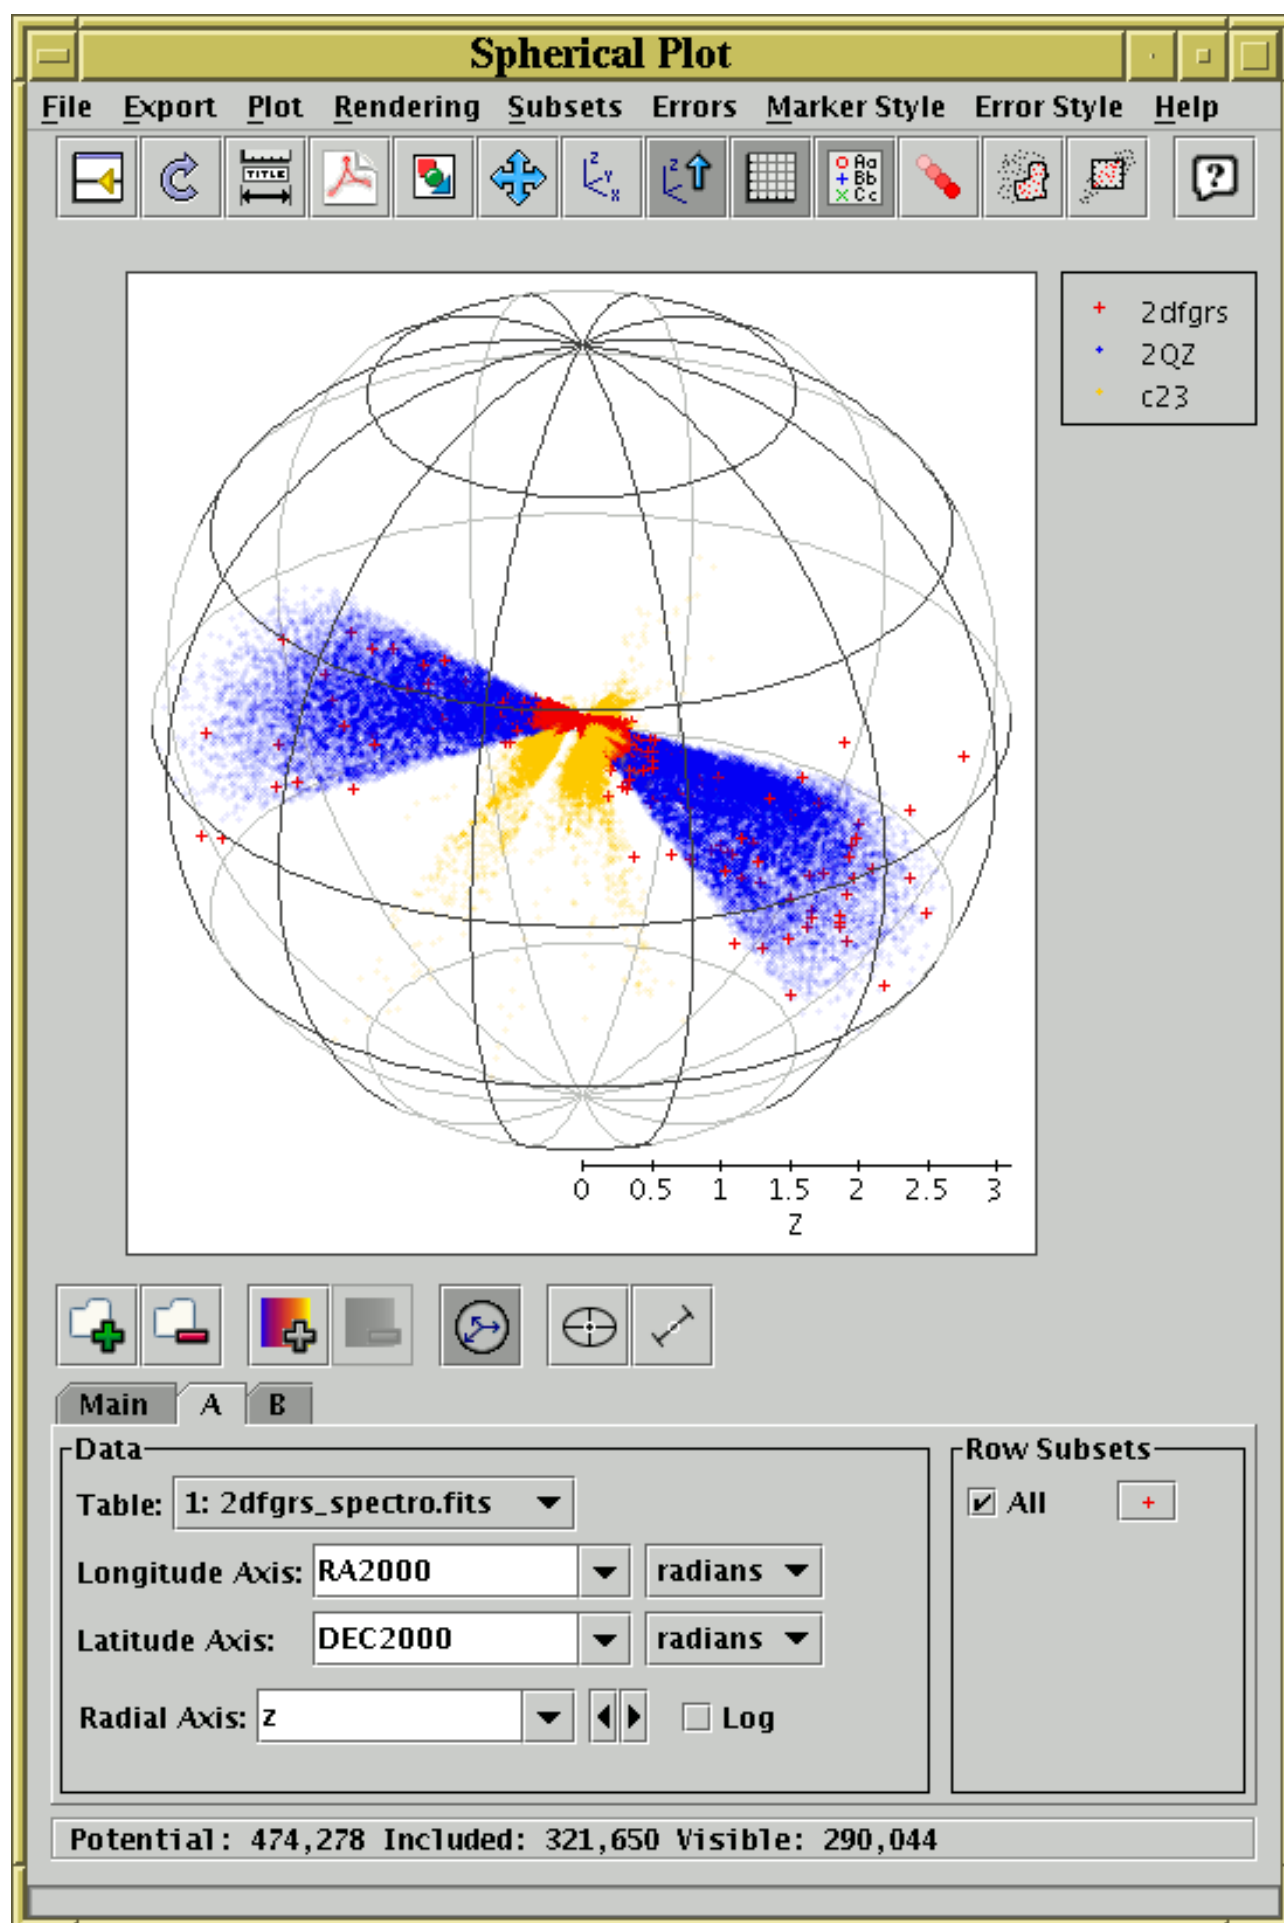 Spherical Plot
File Export Plot Rendering Subsets Errors Marker Style Error Style Help
TITLE
z
Y
x
z
Aa
Bb
Cc
?
2dfgrs
2QZ
c23
0 0.5 1 1.5 2 2.5 3
Z
Main A B
Data
Row Subsets
Table: 1: 2dfgrs_spectro.fits
All
Longitude Axis: RA2000 radians
Latitude Axis: DEC2000 radians
Radial Axis: z Log
Potential: 474,278 Included: 321,650 Visible: 290,044